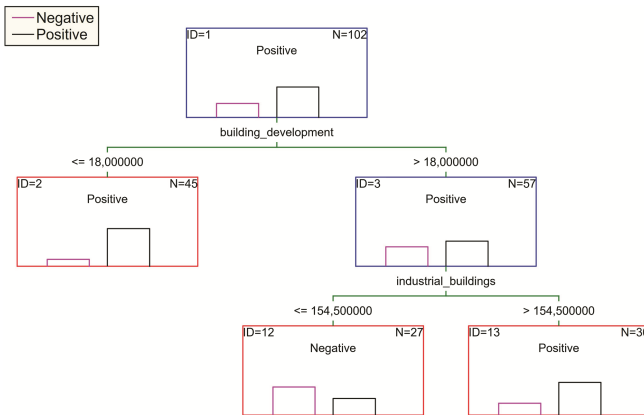 Negative
Positive
ID=1 N=102
Positive
building_development
<= 18,000000 > 18,000000
ID=2 N=45
Positive
ID=3 N=57
Positive
industrial_buildings
<= 154,500000 > 154,500000
ID=12 N=27
Negative
ID=13 N=30
Positive